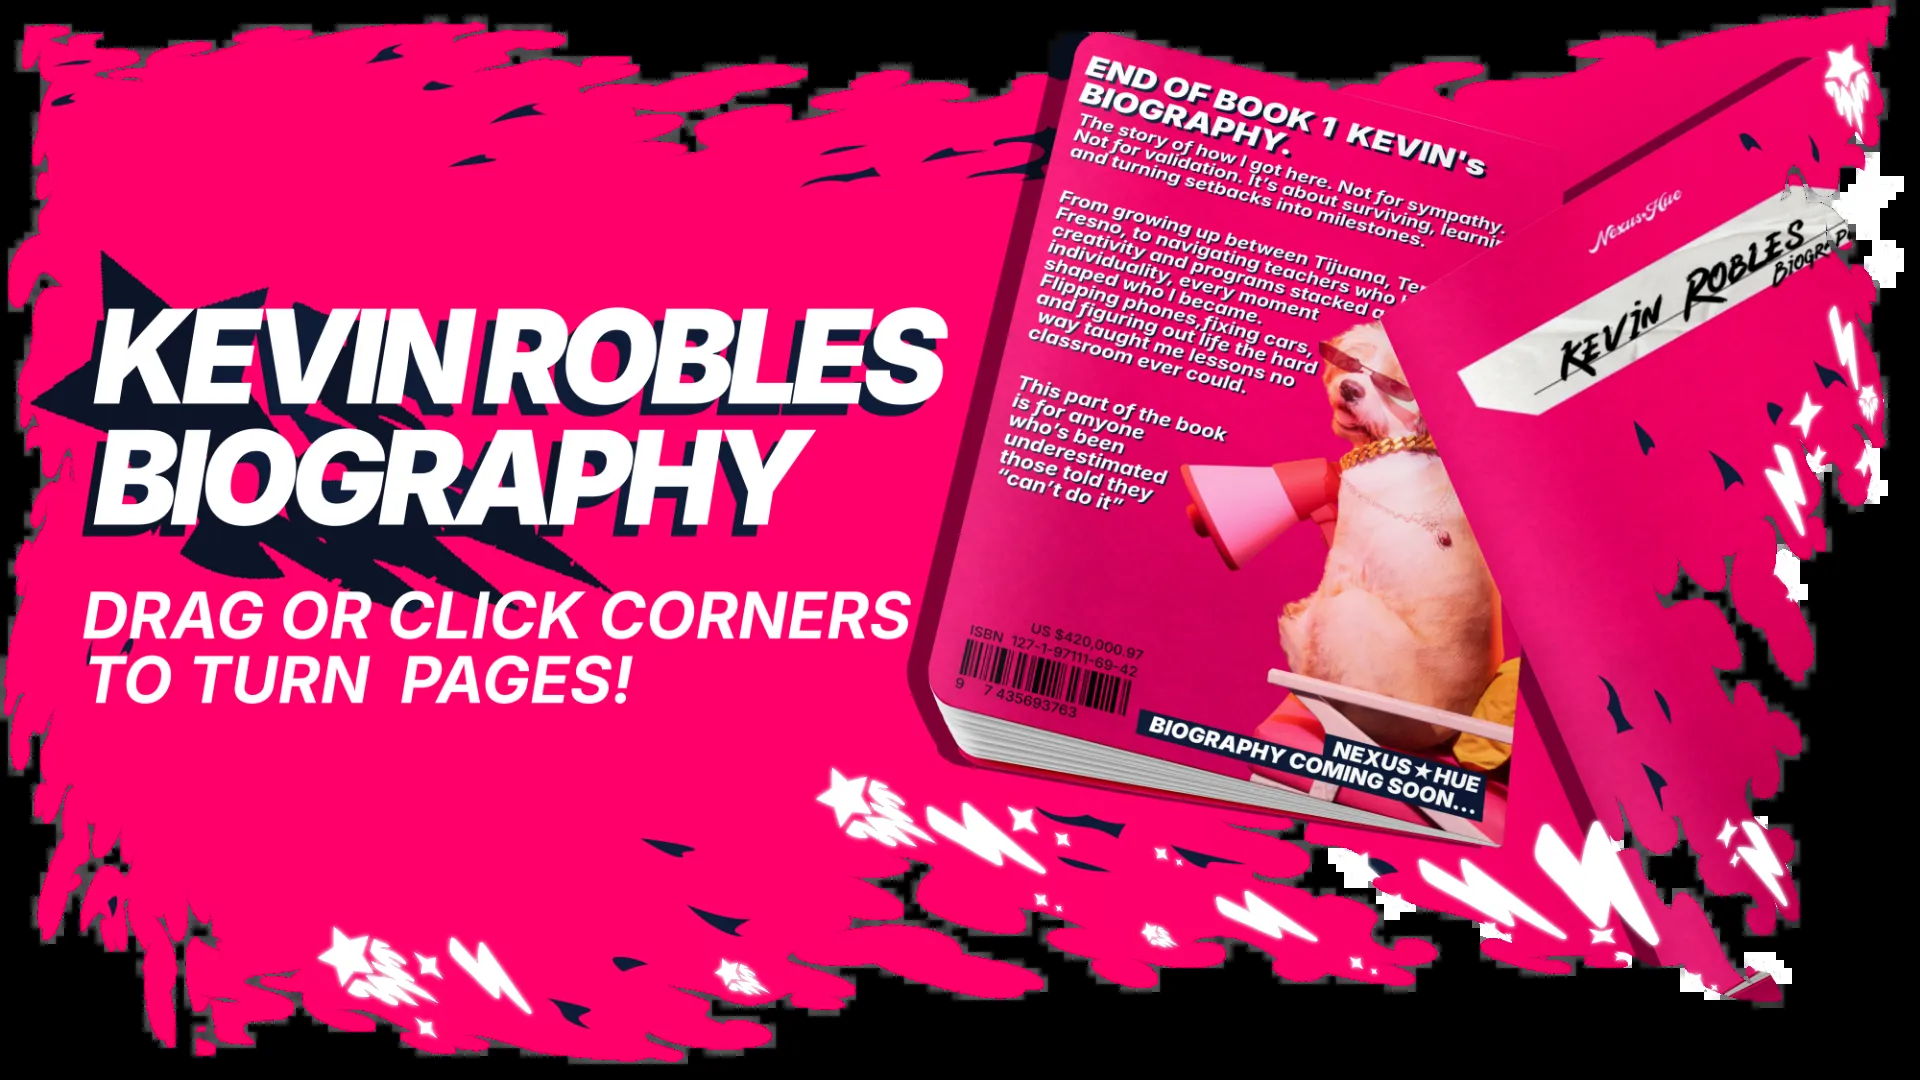 KEVIN ROBLES
BIOGRAPHY
DRAG OR CLICK CORNERS
TO TURN PAGES!
END OF BOOK 1 KEVIN's
BIOGRAPHY.
The story of how I got here. Not for sympathy.
Not for validation. It's about surviving,
and turning setbacks into milestones.
From growing up between Tijuana,
Fresno, to navigating teachers who
creativity and programs stacked
individuality, every moment
shaped who I became.
Flipping phones,fixing cars,
and figuring out life the hard
way taught me lessons no
classroom ever could.
This part of the book
is for anyone
who's been
underestimated
those told they
“can't do it”
US $420,000.97
ISBN 127-1-97111-69-42
9 7 435693763
NEXUS★HUE
BIOGRAPHY COMING SOON...
Nexus★Hue
KEVIN ROBLES